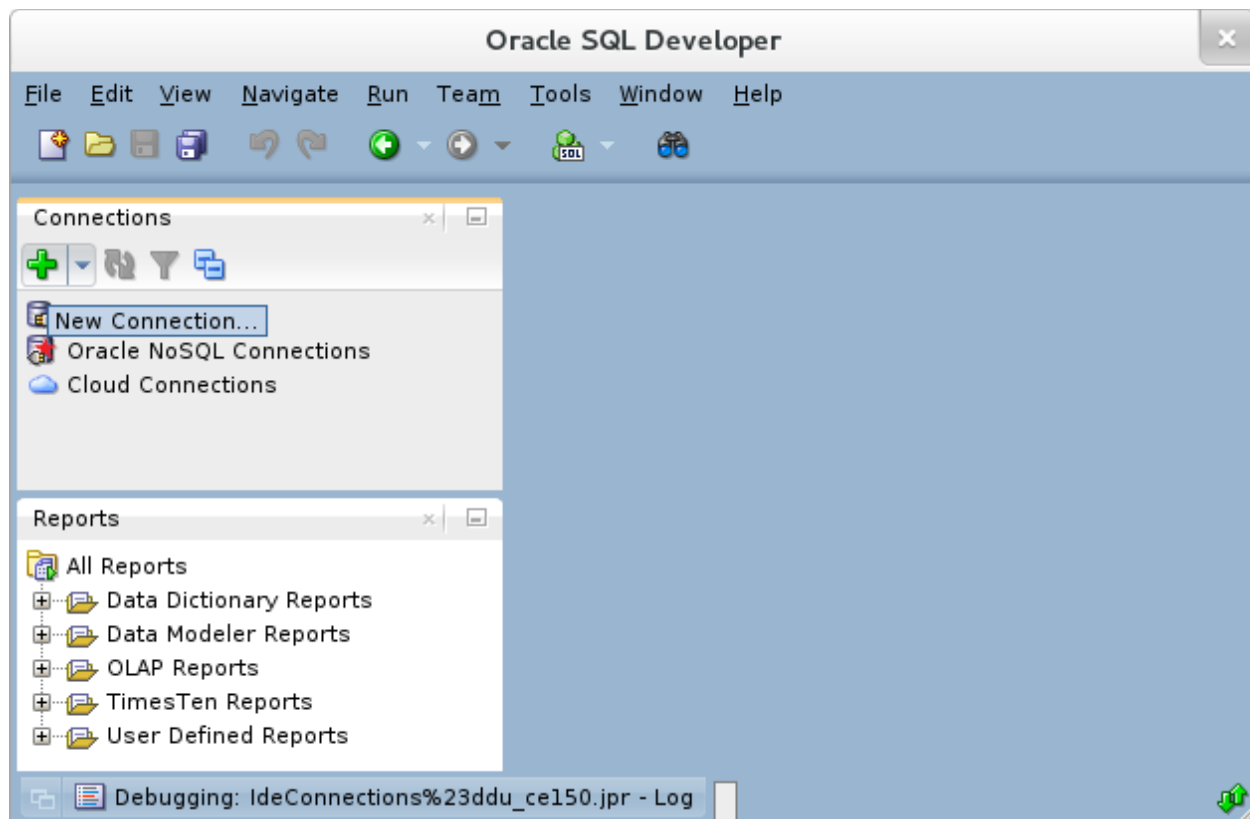 Oracle SQL Developer
File Edit View Navigate Run Team Tools Window Help
SQL
Connections
New Connection...
Oracle NoSQL Connections
Cloud Connections
Reports
All Reports
Data Dictionary Reports
Data Modeler Reports
OLAP Reports
TimesTen Reports
User Defined Reports
Debugging: IdeConnections%23ddu_ce150.jpr - Log